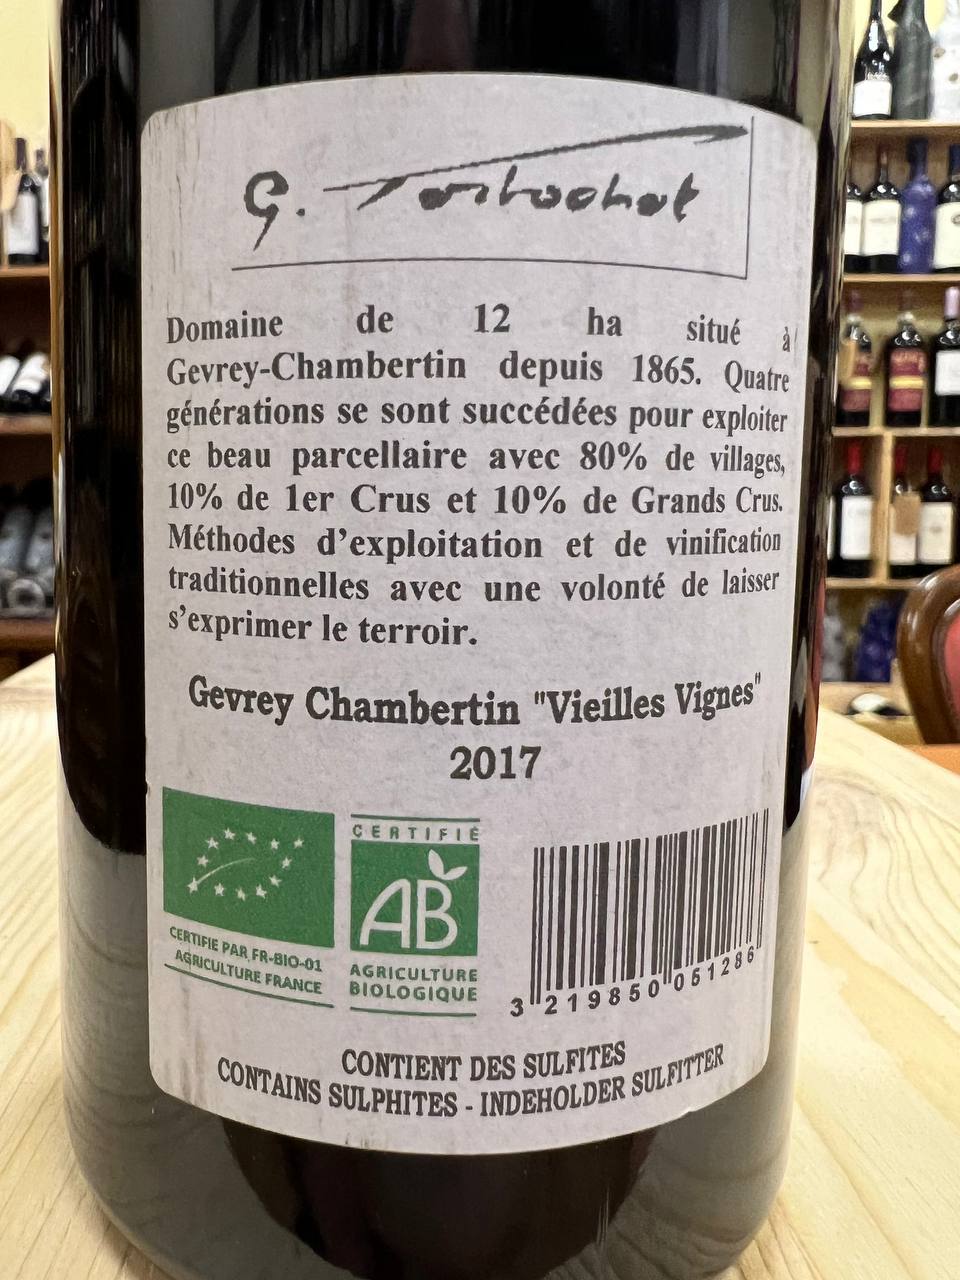 G. Tortochot
Domaine de 12 ha situé à
Gevrey-Chambertin depuis 1865. Quatre
générations se sont succédées pour exploiter
ce beau parcellaire avec 80% de villages,
10% de 1er Crus et 10% de Grands Crus.
Méthodes d’exploitation et de vinification
traditionnelles avec une volonté de laisser
s’exprimer le terroir.
Gevrey Chambertin "Vieilles Vignes"
2017
CERTIFIÉ
AB
CERTIFIE PAR FR-BIO-01
AGRICULTURE FRANCE
AGRICULTURE
BIOLOGIQUE
3 219850 051286
CONTIENT DES SULFITES
CONTAINS SULPHITES - INDEHOLDER SULFITTER